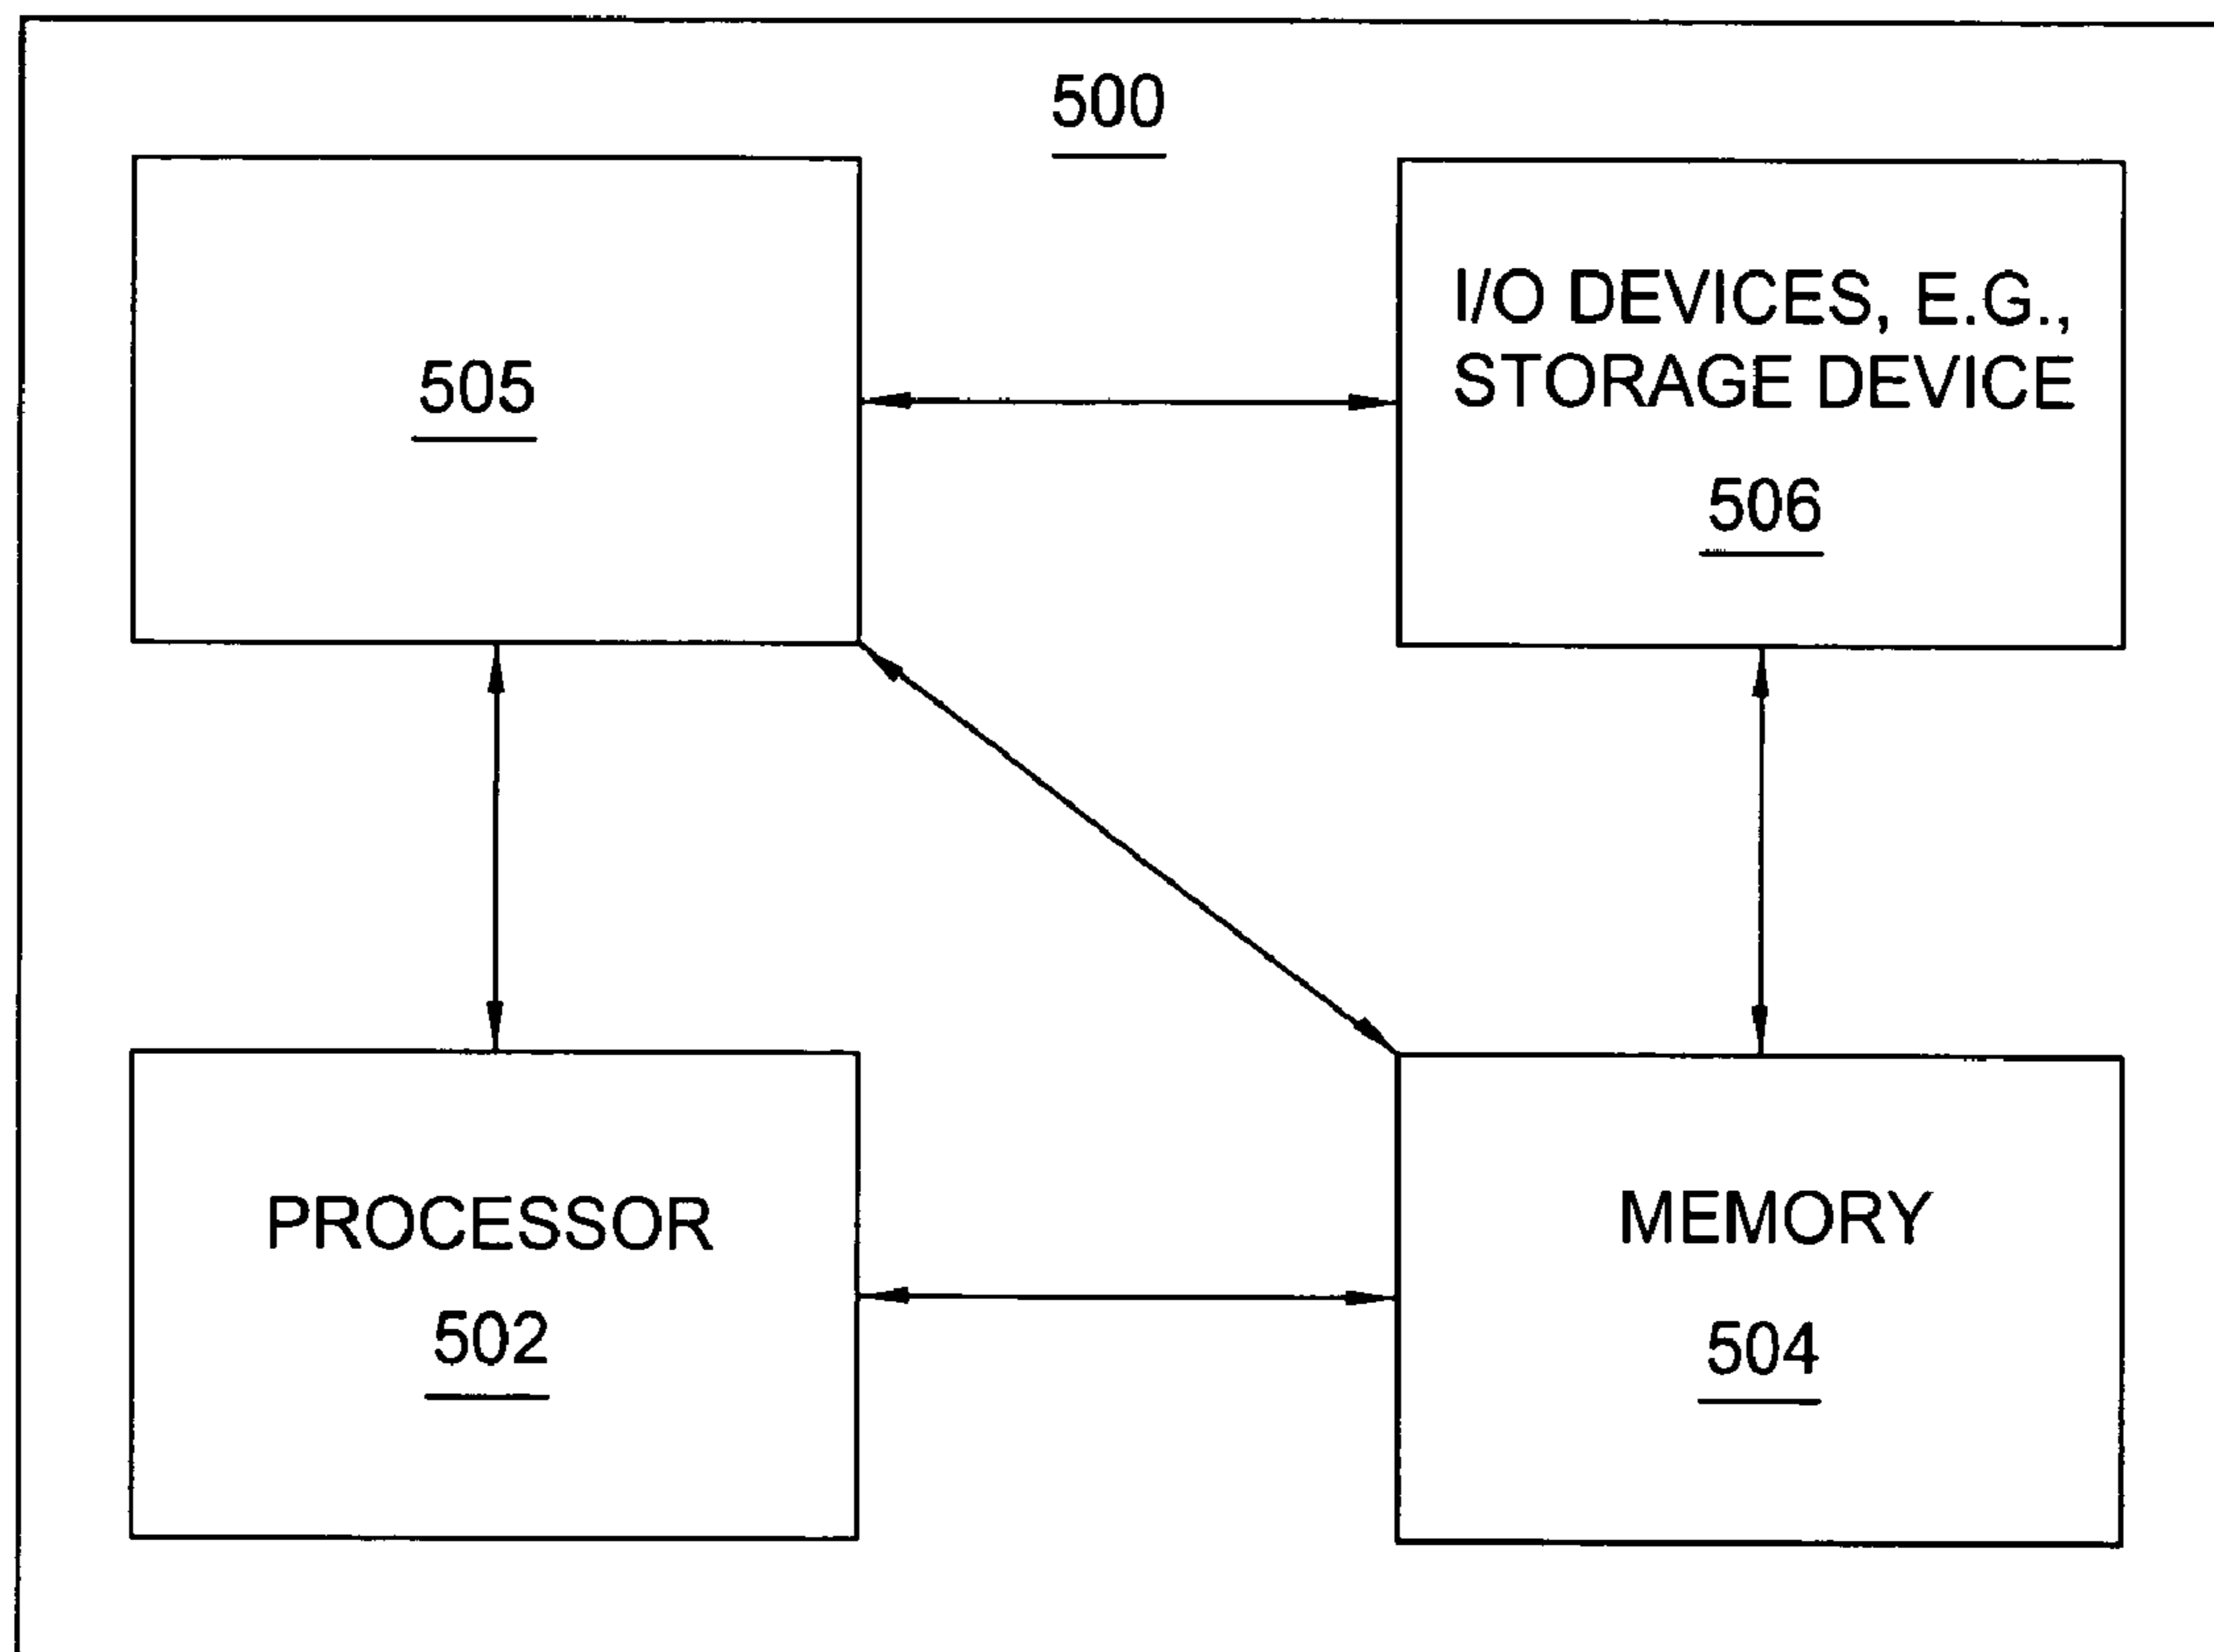 500
505
I/O DEVICES, E.G.,
STORAGE DEVICE
506
PROCESSOR
502
MEMORY
504